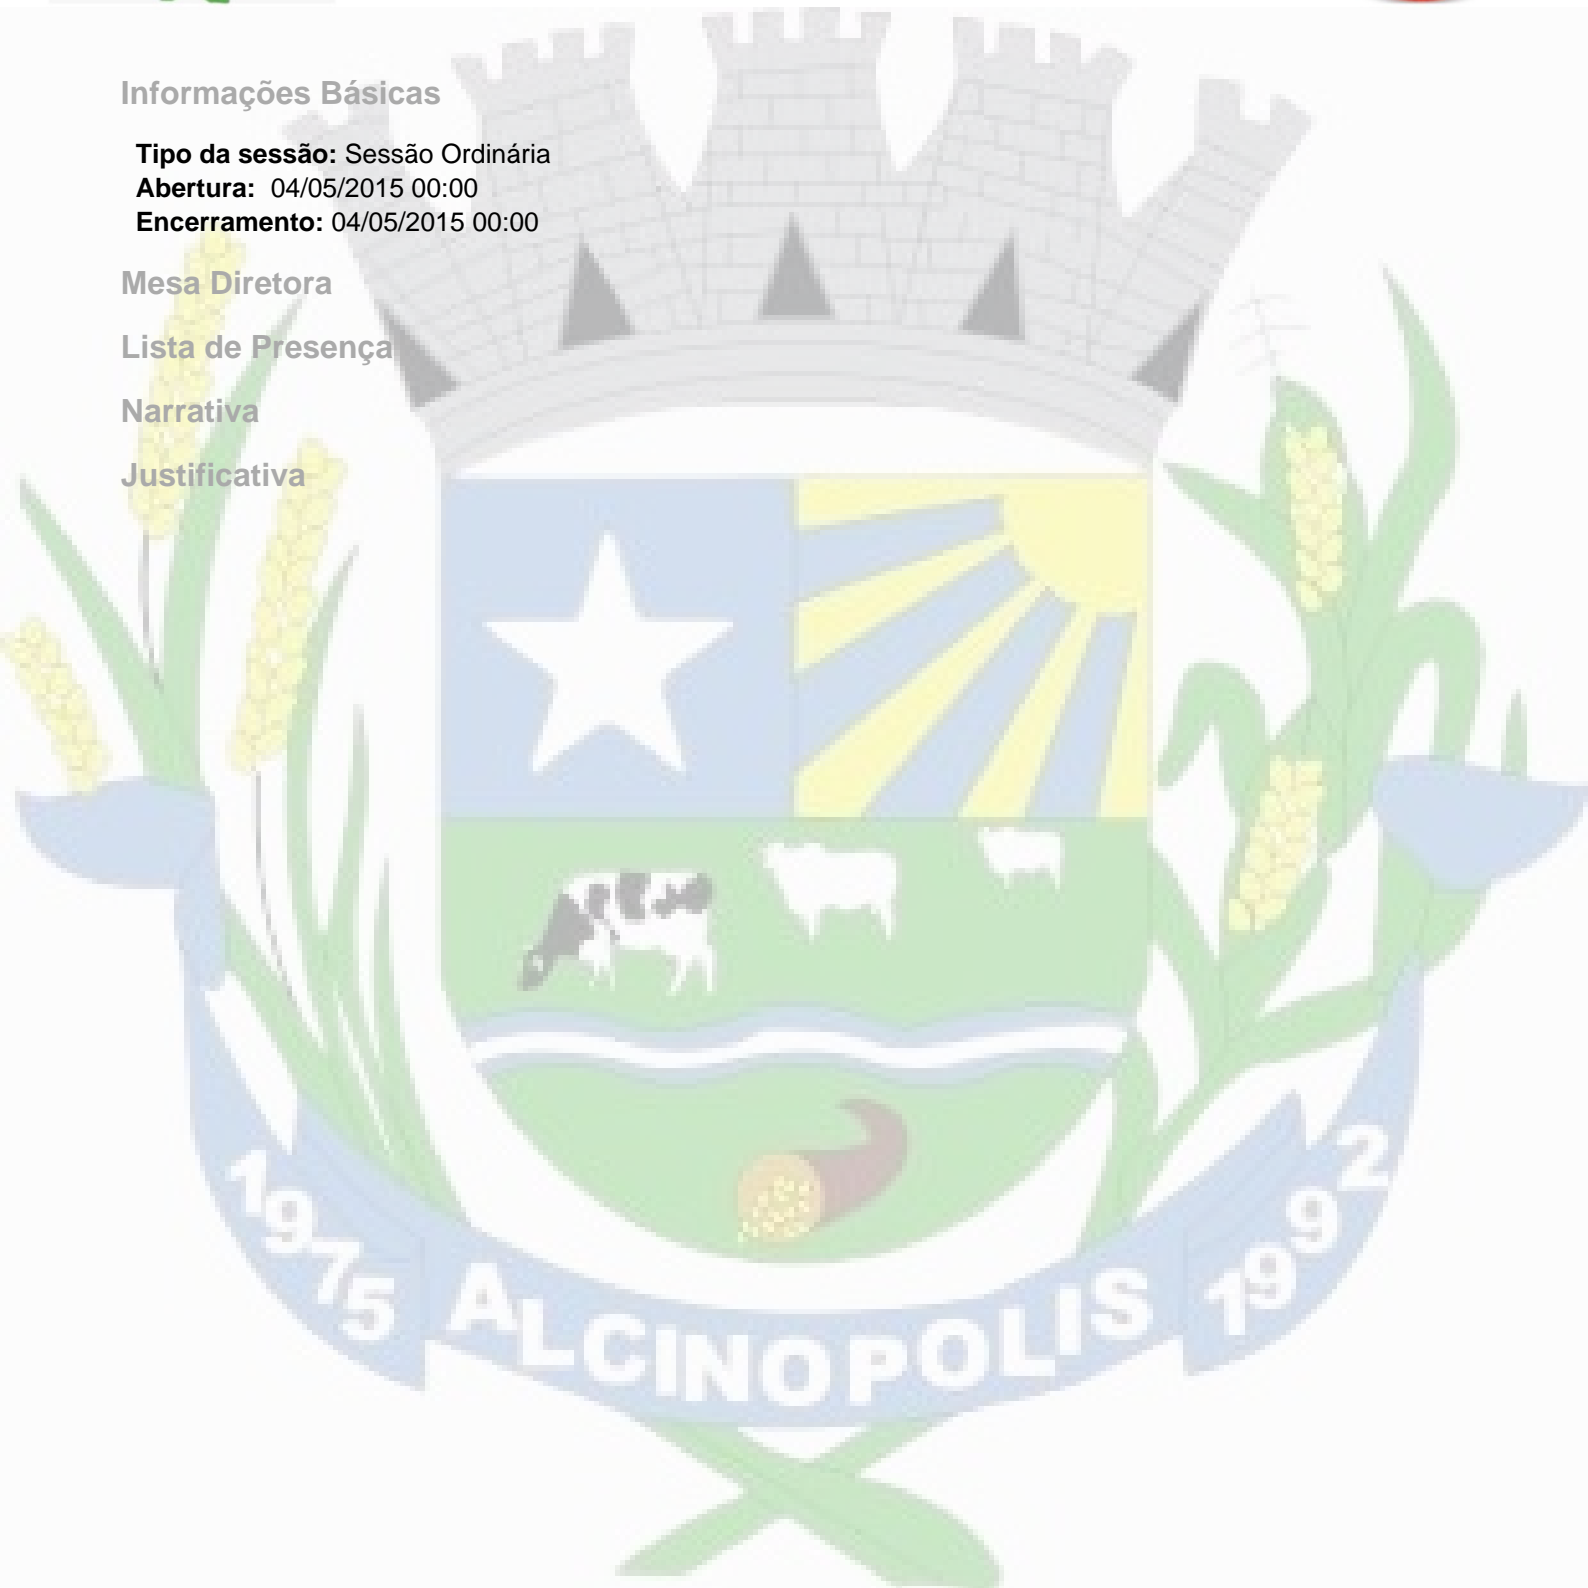 Informações Básicas
Tipo da sessão: Sessão Ordinária
Abertura: 04/05/2015 00:00
Encerramento: 04/05/2015 00:00
Mesa Diretora
Lista de Presença
Narrativa
Justificativa
1975 ALCINOPOLIS 1992